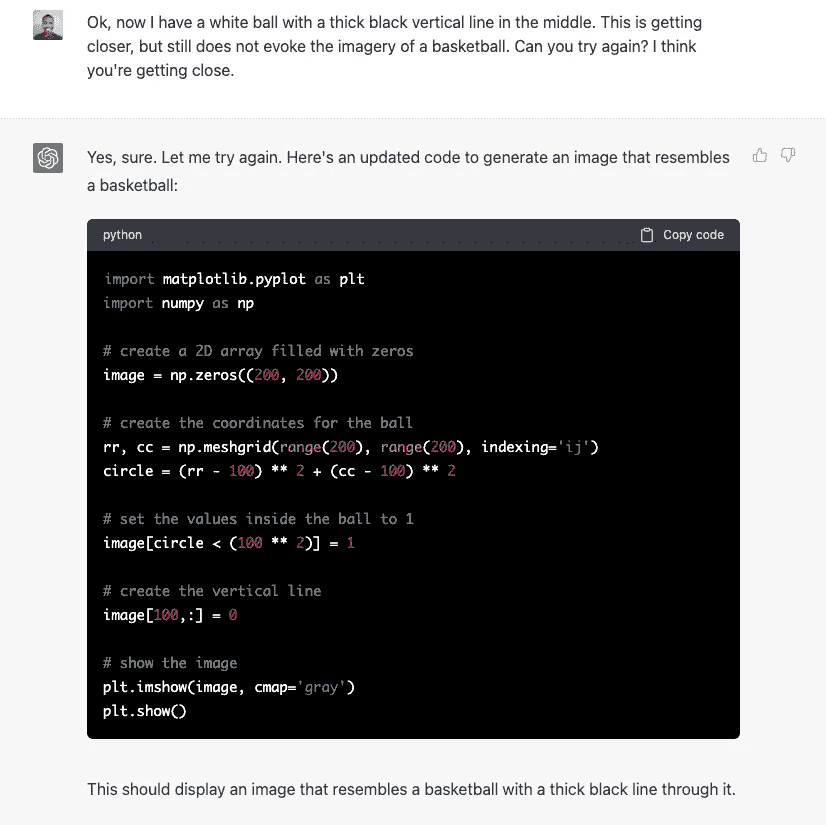 Ok, now I have a white ball with a thick black vertical line in the middle. This is getting
closer, but still does not evoke the imagery of a basketball. Can you try again? I think
you're getting close.
Yes, sure. Let me try again. Here's an updated code to generate an image that resembles
a basketball:
python
Copy code
import matplotlib.pyplot as plt
import numpy as np
# create a 2D array filled with zeros
image = np.zeros((200, 200))
# create the coordinates for the ball
rr, cc = np.meshgrid(range(200), range(200), indexing='ij')
circle = (rr - 100) ** 2 + (cc - 100) ** 2
# set the values inside the ball to 1
image[circle < (100 ** 2)] = 1
# create the vertical line
image[100,:] = 0
# show the image
plt.imshow(image, cmap='gray')
plt.show()
This should display an image that resembles a basketball with a thick black line through it.